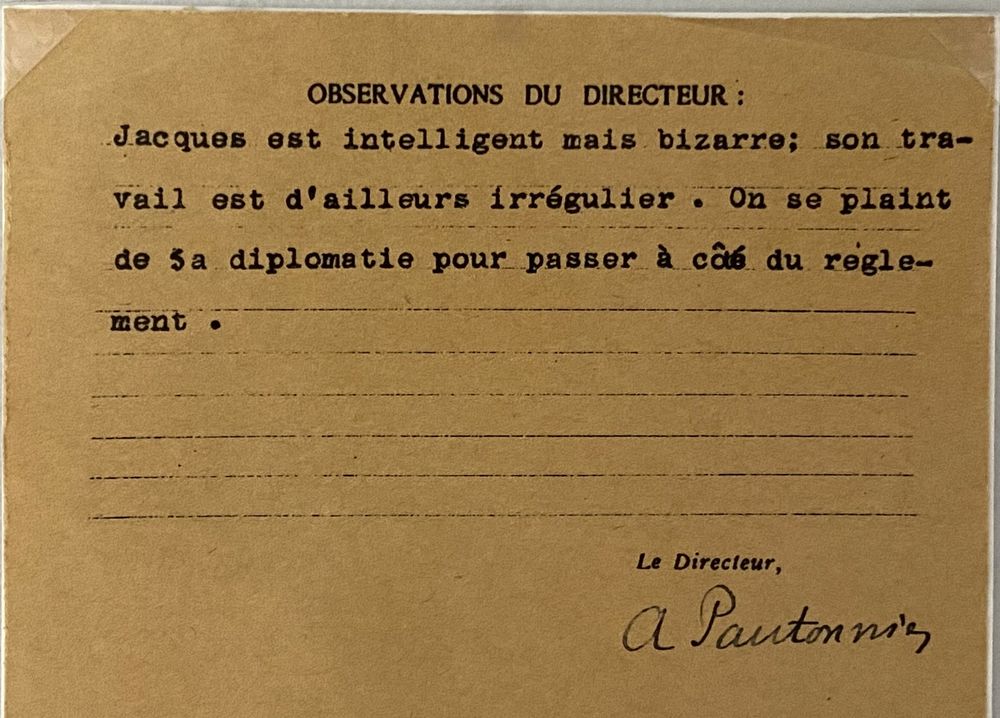 OBSERVATIONS DU DIRECTEUR :
Jacques est intelligent mais bizarre; son tra-
vail est d'ailleurs irrégulier . On se plaint
de sa diplomatie pour passer à côté du régle-
ment .
Le Directeur,
A Pautonnier